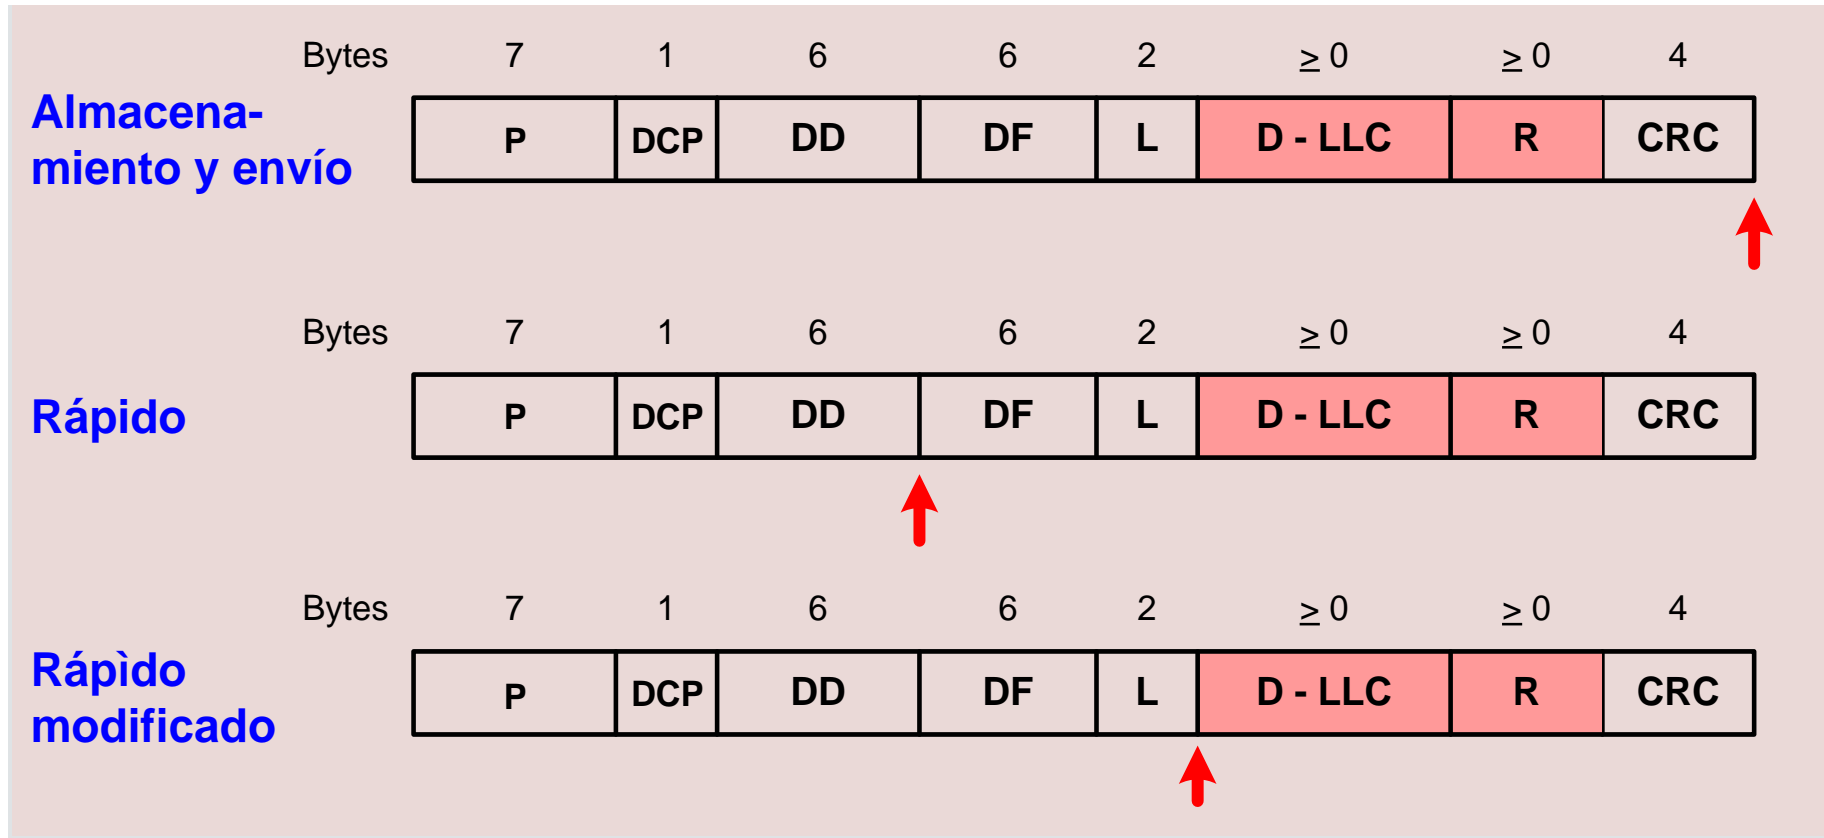 Bytes 7 1 6 6 2 ≥ 0 ≥ 0 4
Almacena-
miento y envío
P DCP DD DF L D - LLC R CRC
Bytes 7 1 6 6 2 ≥ 0 ≥ 0 4
Rápido
P DCP DD DF L D - LLC R CRC
Bytes 7 1 6 6 2 ≥ 0 ≥ 0 4
Rápìdo
modificado
P DCP DD DF L D - LLC R CRC